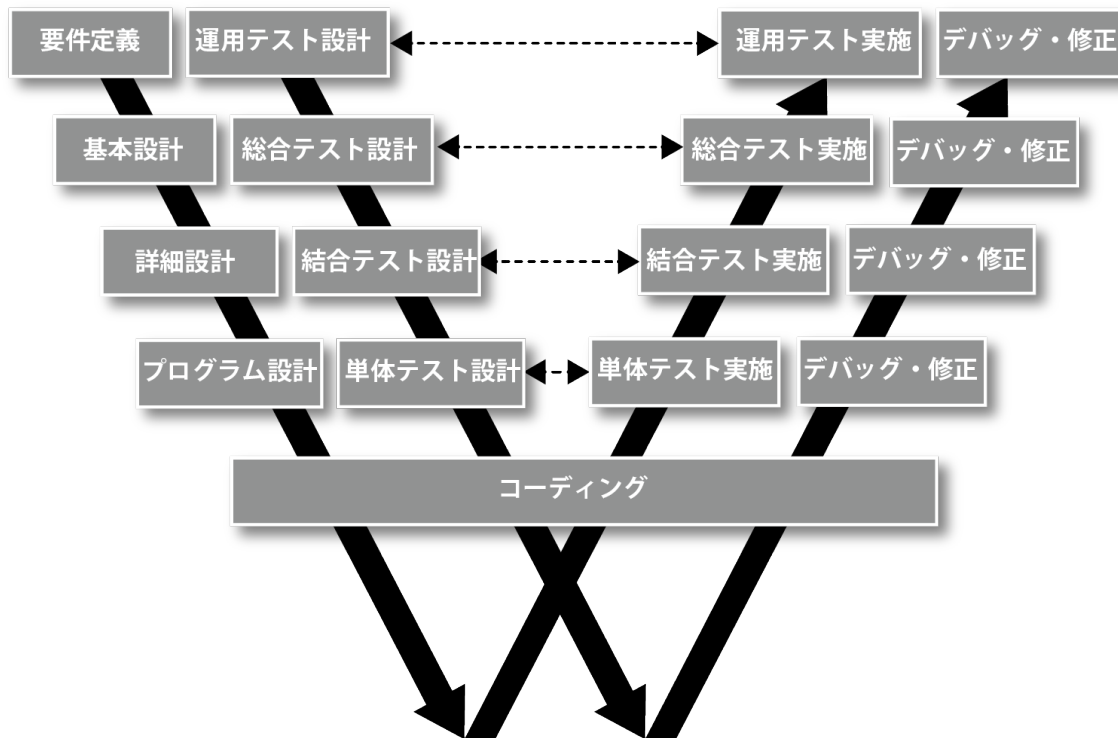 要件定義
運用テスト設計
運用テスト実施
デバッグ・修正
基本設計
総合テスト設計
総合テスト実施
デバッグ・修正
詳細設計
結合テスト設計
結合テスト実施
デバッグ・修正
プログラム設計
単体テスト設計
単体テスト実施
デバッグ・修正
コーディング